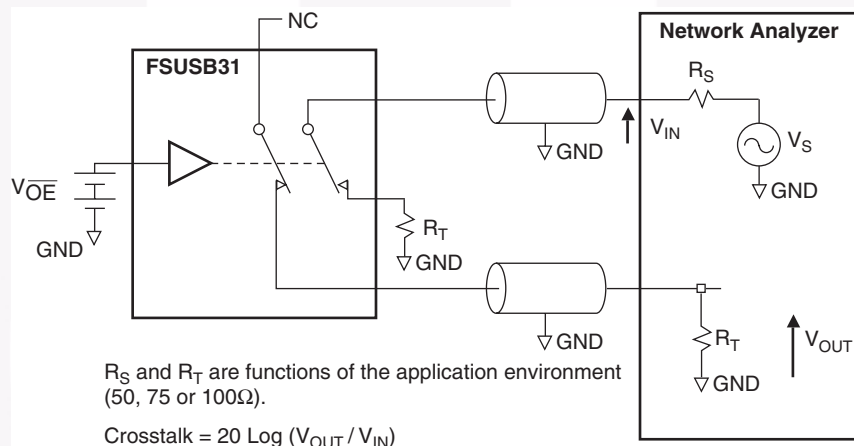 NC
Network Analyzer
FSUSB31
R_S
V_IN
V_S
GND
GND
V_OE
GND
R_T
GND
GND
R_T
V_OUT
GND
R_S and R_T are functions of the application environment
(50, 75 or 100Ω).
Crosstalk = 20 Log (V_OUT / V_IN)